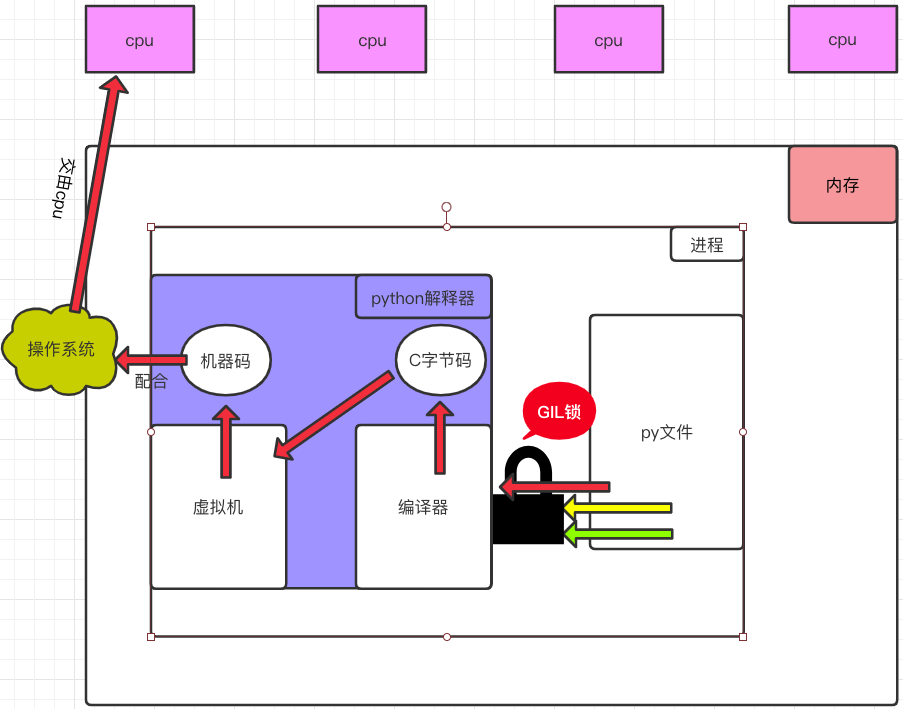 cpu
cpu
cpu
cpu
交由cpu
内存
进程
python解释器
操作系统
机器码
C字节码
配合
GIL锁
py文件
虚拟机
编译器